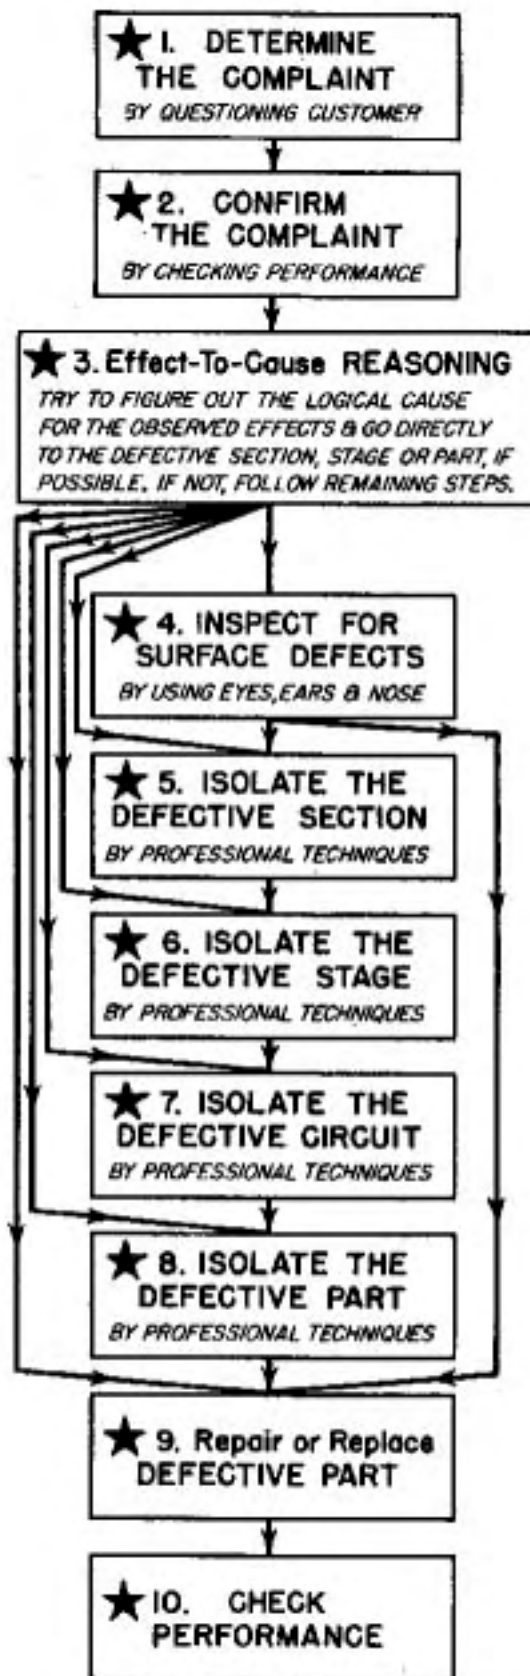 ★ 1. DETERMINE
THE COMPLAINT
BY QUESTIONING CUSTOMER
★ 2. CONFIRM
THE COMPLAINT
BY CHECKING PERFORMANCE
★ 3. Effect-To-Cause REASONING
TRY TO FIGURE OUT THE LOGICAL CAUSE
FOR THE OBSERVED EFFECTS & GO DIRECTLY
TO THE DEFECTIVE SECTION, STAGE OR PART, IF
POSSIBLE. IF NOT, FOLLOW REMAINING STEPS.
★ 4. INSPECT FOR
SURFACE DEFECTS
BY USING EYES, EARS & NOSE
★ 5. ISOLATE THE
DEFECTIVE SECTION
BY PROFESSIONAL TECHNIQUES
★ 6. ISOLATE THE
DEFECTIVE STAGE
BY PROFESSIONAL TECHNIQUES
★ 7. ISOLATE THE
DEFECTIVE CIRCUIT
BY PROFESSIONAL TECHNIQUES
★ 8. ISOLATE THE
DEFECTIVE PART
BY PROFESSIONAL TECHNIQUES
★ 9. Repair or Replace
DEFECTIVE PART
★ 10. CHECK
PERFORMANCE